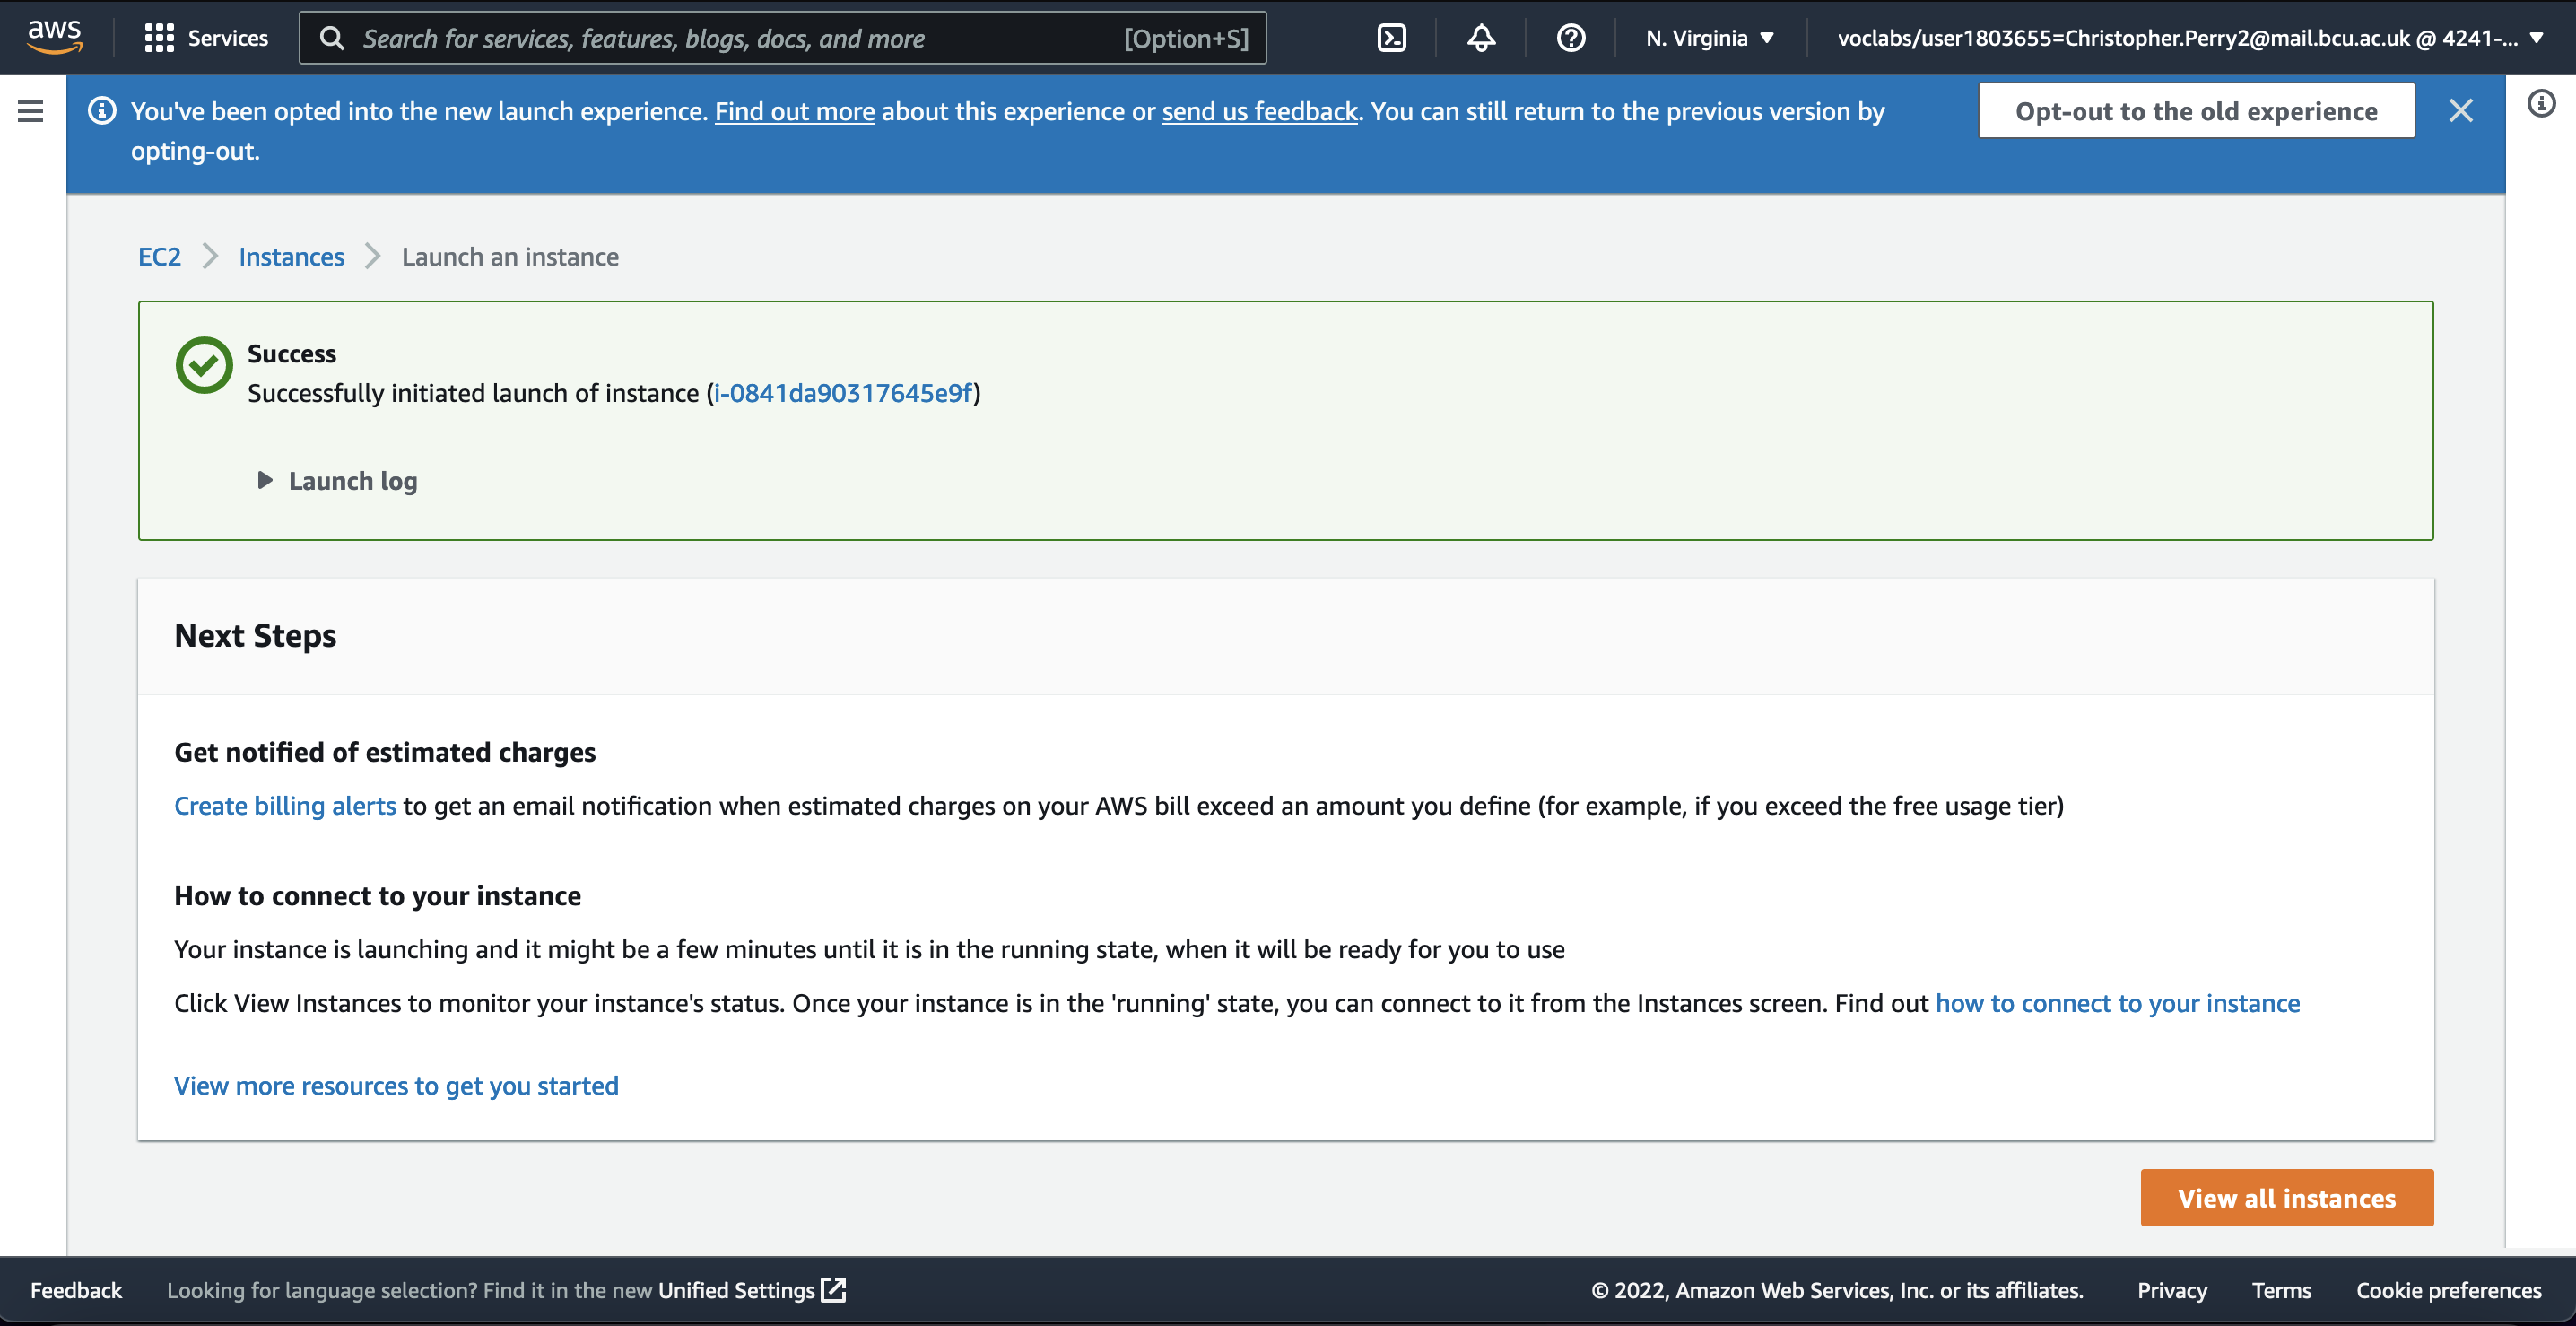 aws
Services
Search for services, features, blogs, docs, and more
[Option+S]
N. Virginia
voclabs/user1803655=Christopher.Perry2@mail.bcu.ac.uk @ 4241-...
You've been opted into the new launch experience. Find out more about this experience or send us feedback. You can still return to the previous version by
opting-out.
Opt-out to the old experience
EC2
Instances
Launch an instance
Success
Successfully initiated launch of instance (i-0841da90317645e9f)
Launch log
Next Steps
Get notified of estimated charges
Create billing alerts to get an email notification when estimated charges on your AWS bill exceed an amount you define (for example, if you exceed the free usage tier)
How to connect to your instance
Your instance is launching and it might be a few minutes until it is in the running state, when it will be ready for you to use
Click View Instances to monitor your instance's status. Once your instance is in the 'running' state, you can connect to it from the Instances screen. Find out how to connect to your instance
View more resources to get you started
View all instances
Feedback
Looking for language selection? Find it in the new Unified Settings
© 2022, Amazon Web Services, Inc. or its affiliates.
Privacy
Terms
Cookie preferences